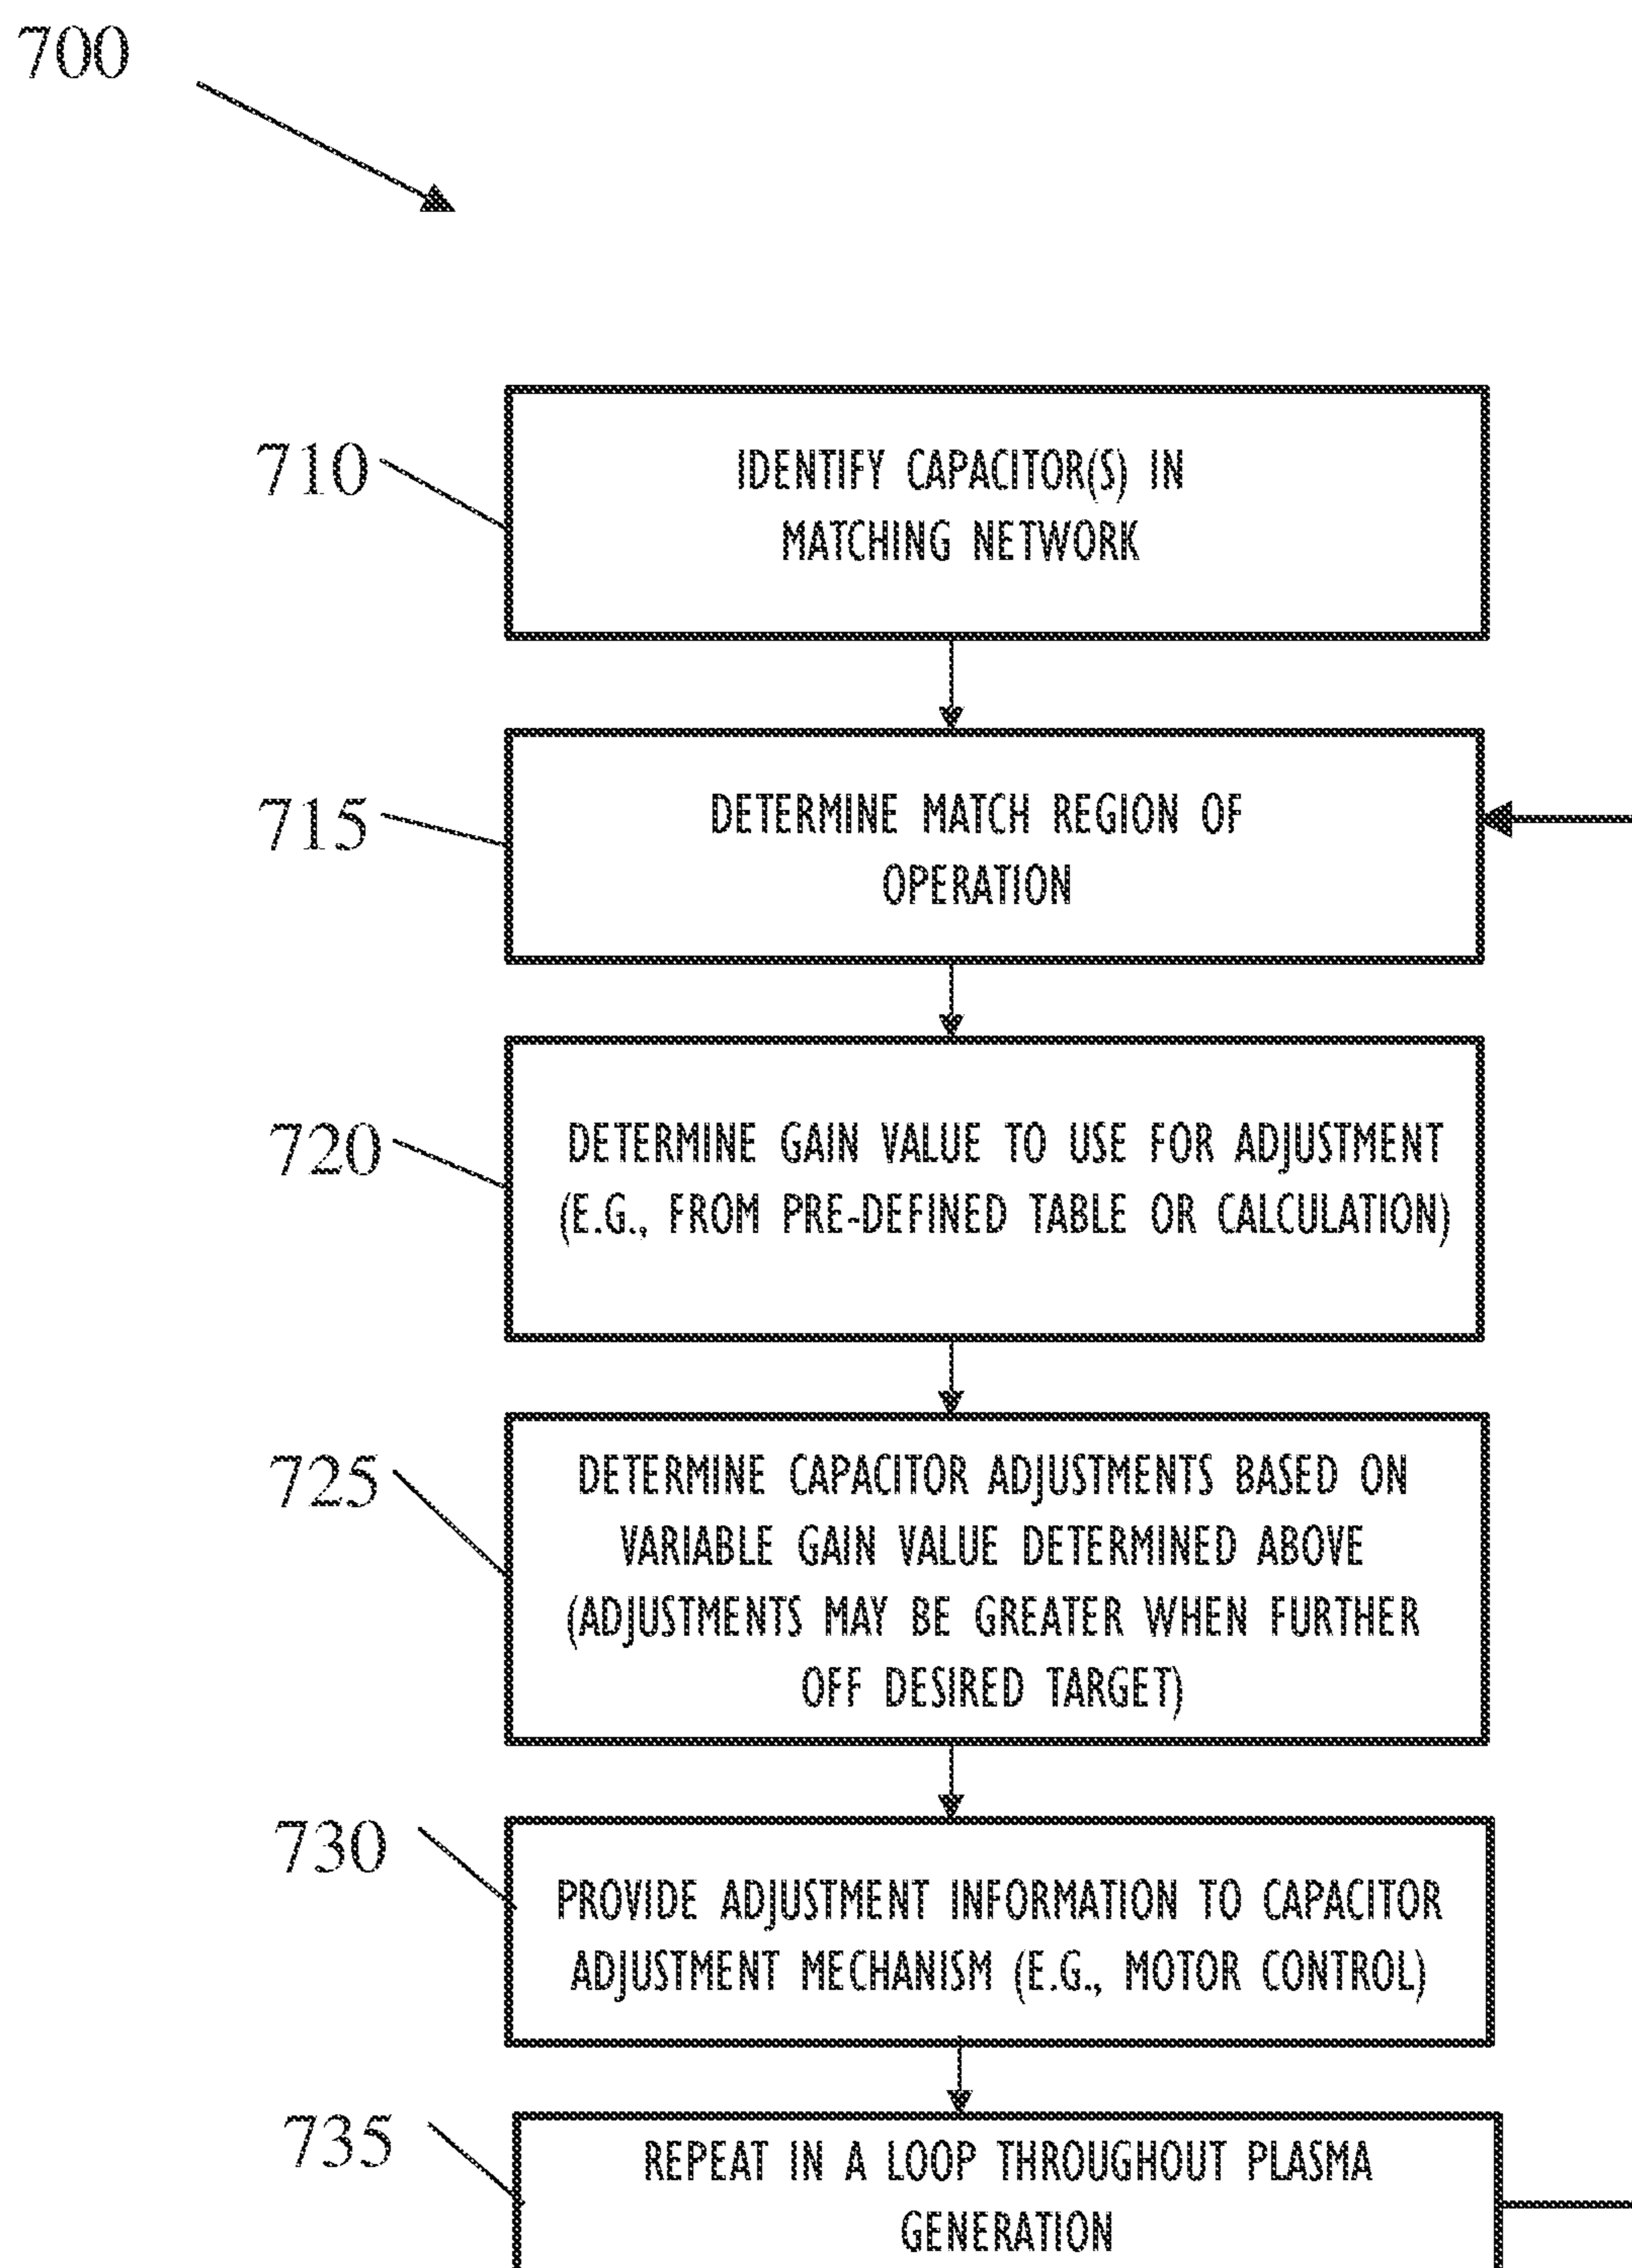 700
710
IDENTIFY CAPACITOR(S) IN
MATCHING NETWORK
715
DETERMINE MATCH REGION OF
OPERATION
720
DETERMINE GAIN VALUE TO USE FOR ADJUSTMENT
(E.G., FROM PRE-DEFINED TABLE OR CALCULATION)
725
DETERMINE CAPACITOR ADJUSTMENTS BASED ON
VARIABLE GAIN VALUE DETERMINED ABOVE
(ADJUSTMENTS MAY BE GREATER WHEN FURTHER
OFF DESIRED TARGET)
730
PROVIDE ADJUSTMENT INFORMATION TO CAPACITOR
ADJUSTMENT MECHANISM (E.G., MOTOR CONTROL)
735
REPEAT IN A LOOP THROUGHOUT PLASMA
GENERATION